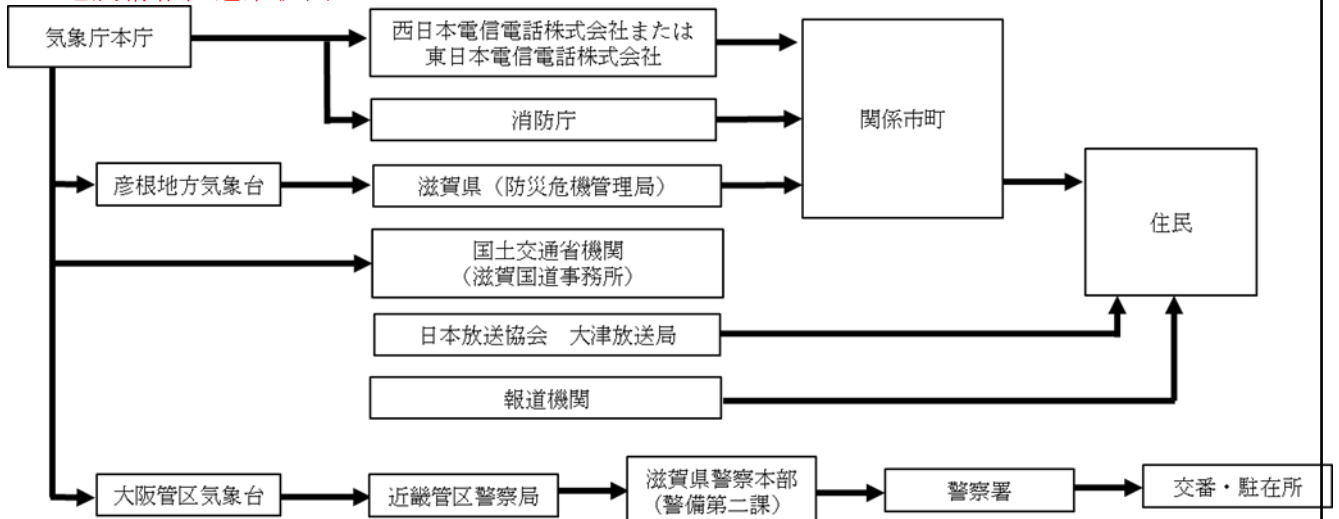 気象庁本庁
西日本電信電話株式会社または
東日本電信電話株式会社
消防庁
関係市町
彦根地方気象台
滋賀県（防災危機管理局）
住民
国土交通省機関
（滋賀国道事務所）
日本放送協会　大津放送局
報道機関
大阪管区気象台
近畿管区警察局
滋賀県警察本部
（警備第二課）
警察署
交番・駐在所